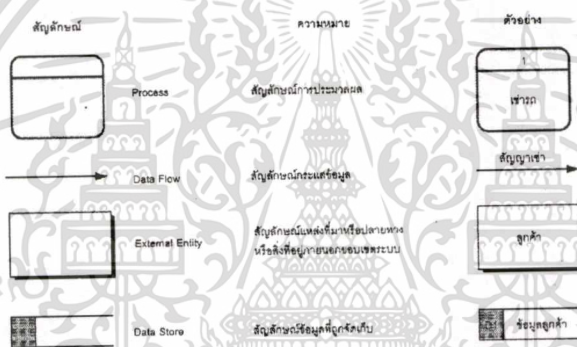 สัญลักษณ์ ความหมาย ตัวอย่าง
1
Process สัญลักษณ์การประมวลผล เช่ารถ
สัญญาเช่า
Data Flow สัญลักษณ์กระแสข้อมูล
External Entity สัญลักษณ์แหล่งที่มาหรือปลายทาง ลูกค้า
หรือสิ่งที่อยู่ภายนอกขอบเขตระบบ
Data Store สัญลักษณ์ข้อมูลที่ถูกจัดเก็บ ข้อมูลลูกค้า